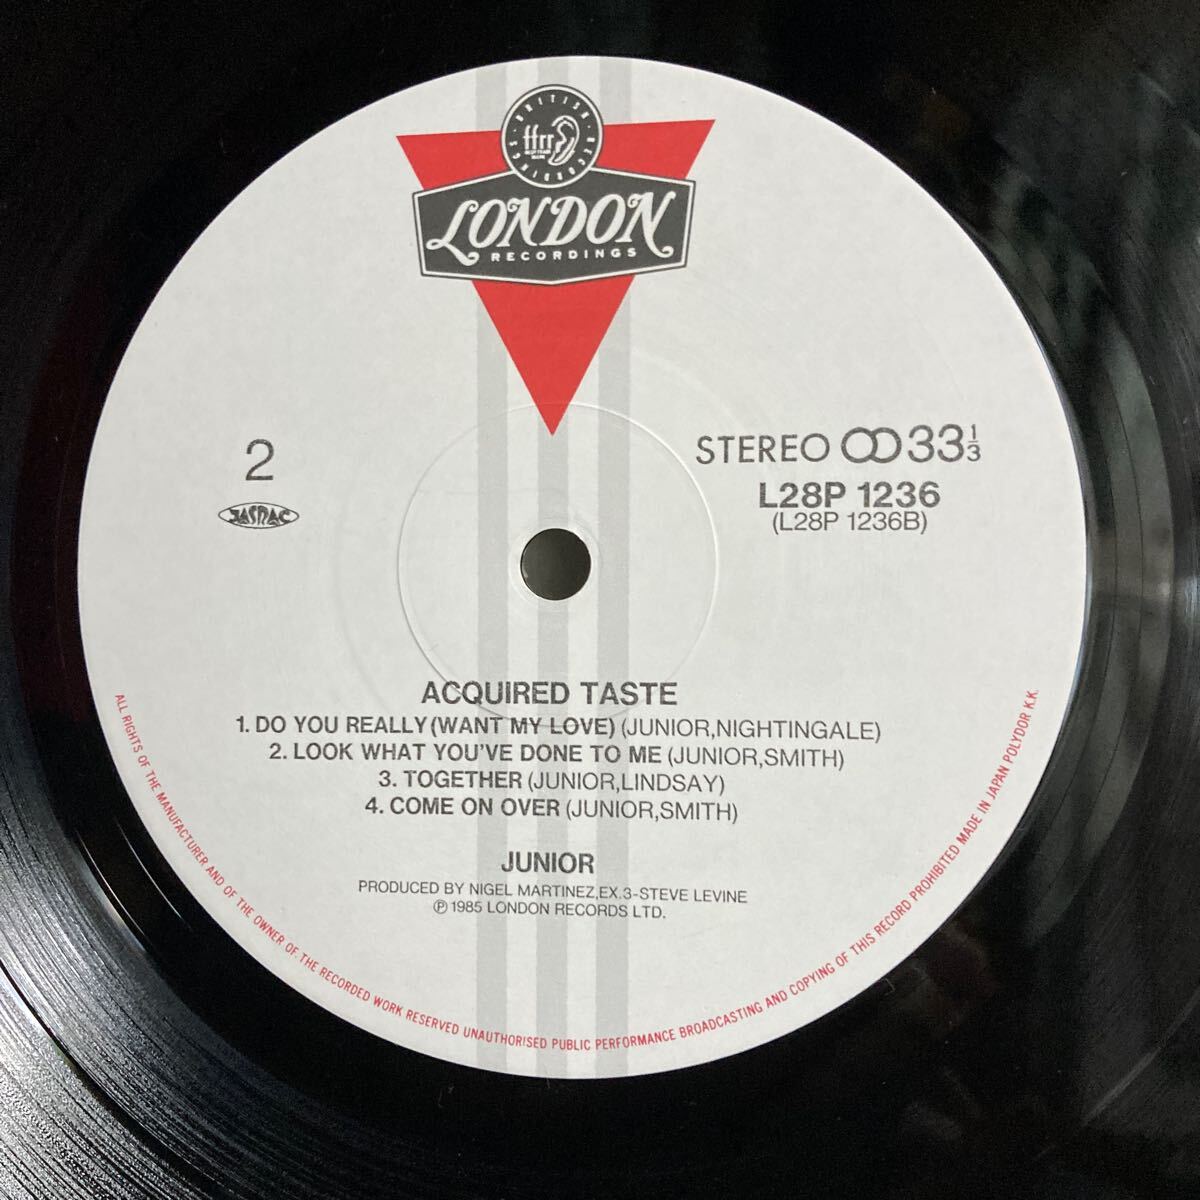 BRITISH · RECORDINGS
ffrr
LONDON
RECORDINGS
2
JASRAC
STEREO 33 1/3
L28P 1236
(L28P 1236B)
ACQUIRED TASTE
1. DO YOU REALLY (WANT MY LOVE) (JUNIOR,NIGHTINGALE)
2. LOOK WHAT YOU'VE DONE TO ME (JUNIOR,SMITH)
3. TOGETHER (JUNIOR,LINDSAY)
4. COME ON OVER (JUNIOR,SMITH)
JUNIOR
PRODUCED BY NIGEL MARTINEZ,EX.3-STEVE LEVINE
℗ 1985 LONDON RECORDS LTD.
ALL RIGHTS OF THE MANUFACTURER AND OF THE OWNER OF THE RECORDED WORK RESERVED UNAUTHORISED PUBLIC PERFORMANCE BROADCASTING AND COPYING OF THIS RECORD PROHIBITED MADE IN JAPAN POLYDOR K.K.